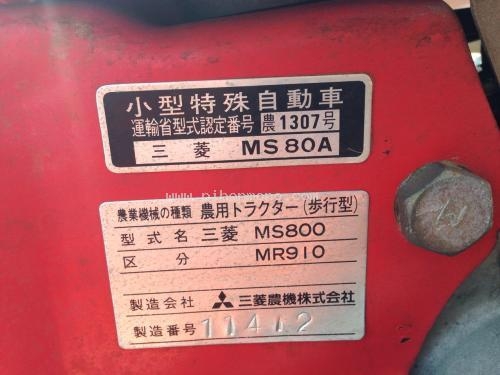 小型特殊自動車
運輸省型式認定番号 農1307号
三菱 MS80A
農業機械の種類 農用トラクター(歩行型)
型式名 三菱 MS800
区分 MR910
製造会社 三菱農機株式会社
製造番号 11412